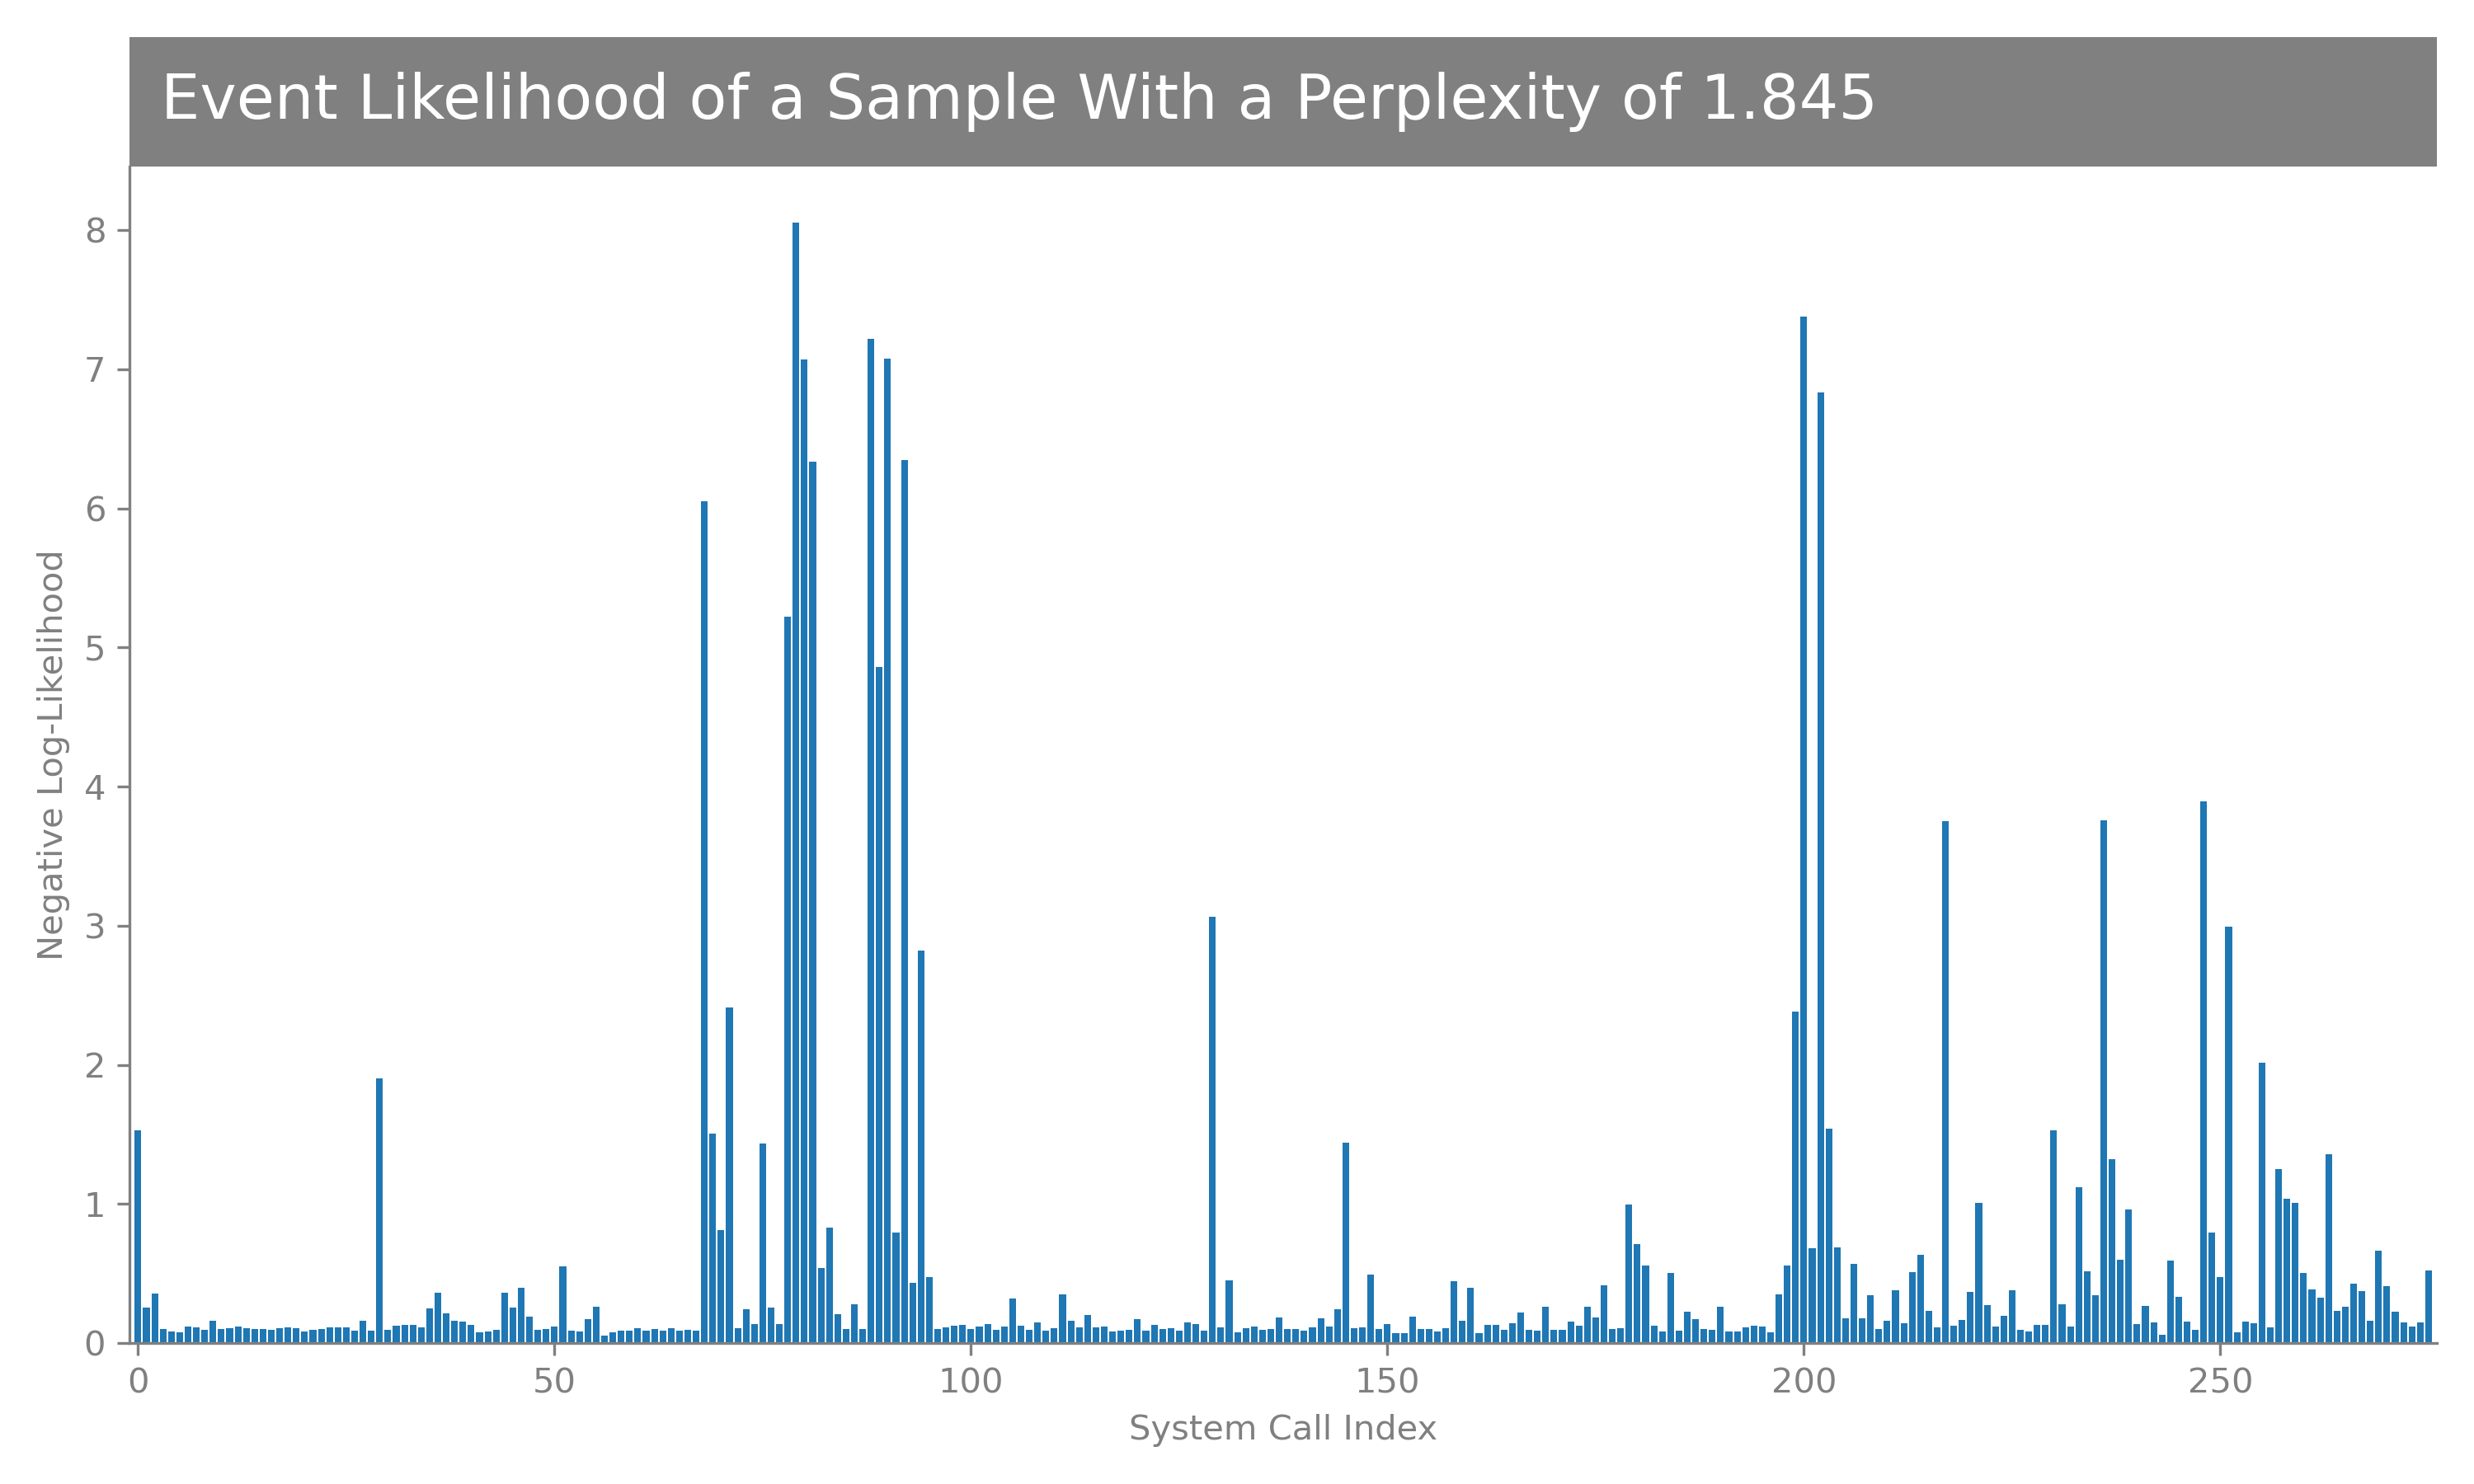 Event Likelihood of a Sample With a Perplexity of 1.845
8
7
6
5
4
3
2
1
0
Negative Log-Likelihood
0 50 100 150 200 250
System Call Index